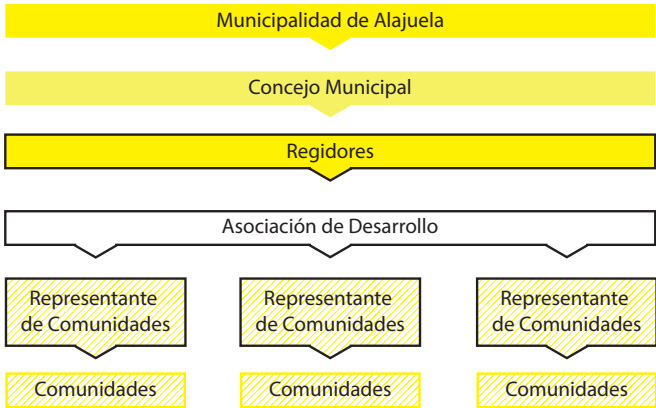 Municipalidad de Alajuela
Concejo Municipal
Regidores
Asociación de Desarrollo
Representante
de Comunidades
Representante
de Comunidades
Representante
de Comunidades
Comunidades
Comunidades
Comunidades